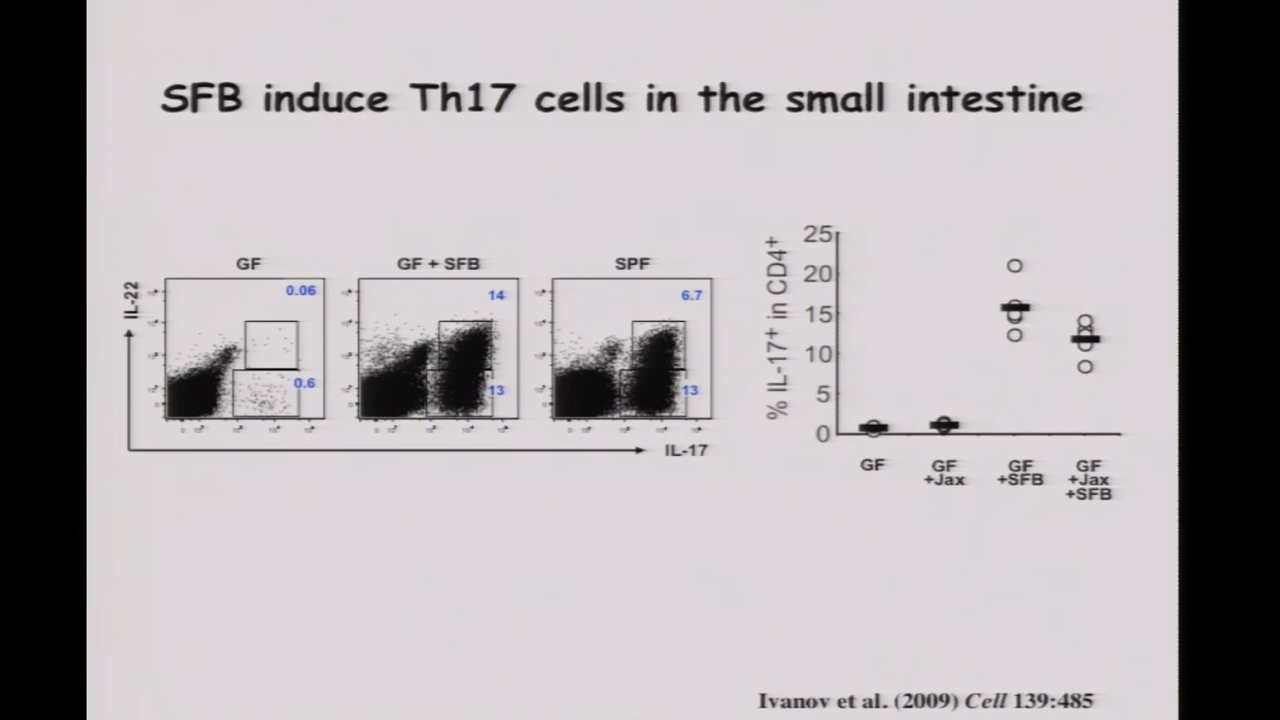 SFB induce Th17 cells in the small intestine
GF
GF + SFB
SPF
IL-22
0.06
0.6
14
13
6.7
13
IL-17
% IL-17+ in CD4+
25
20
15
10
5
0
GF
GF
+Jax
GF
+SFB
GF
+Jax
+SFB
Ivanov et al. (2009) Cell 139:485